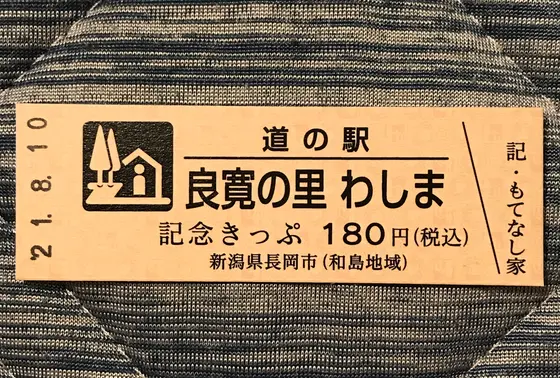 21.8.10
道の駅
良寛の里 わしま
記念きっぷ 180円(税込)
新潟県長岡市(和島地域)
記・もてなし家